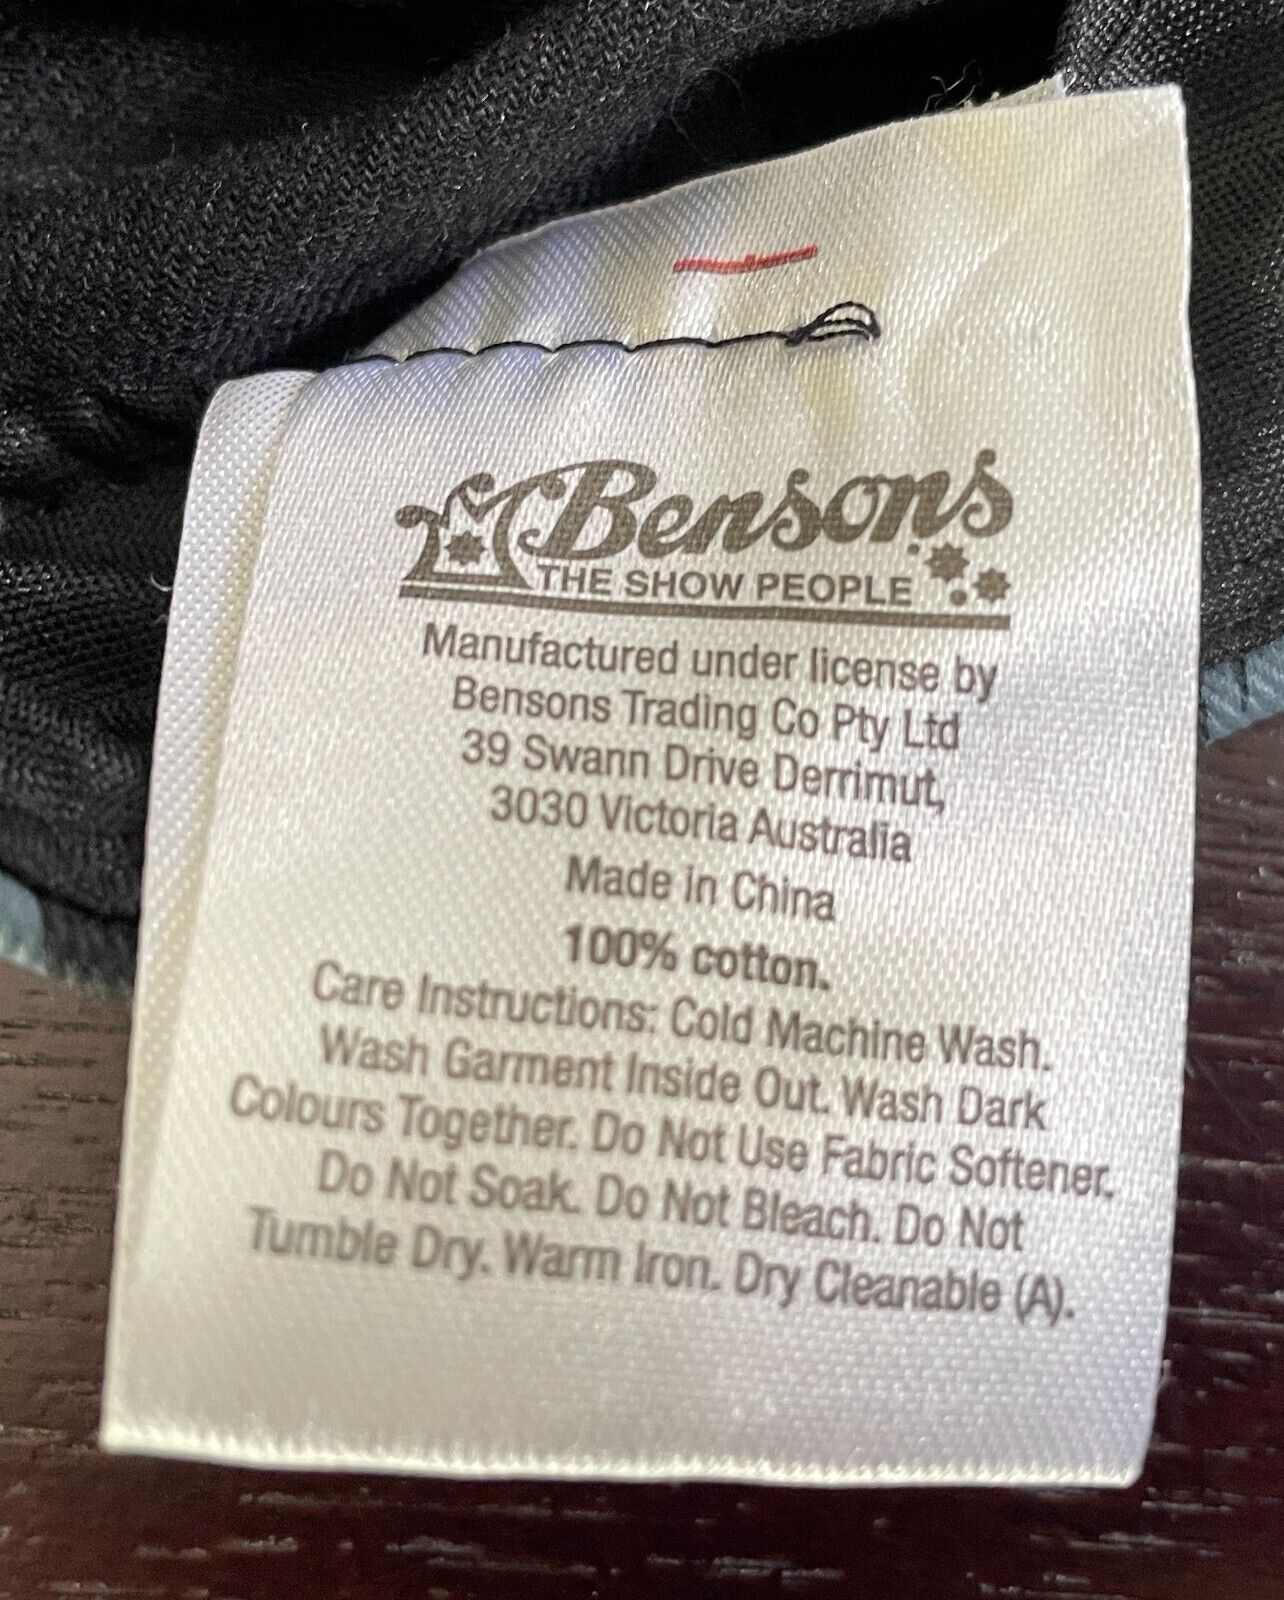 Bensons
THE SHOW PEOPLE
Manufactured under license by
Bensons Trading Co Pty Ltd
39 Swann Drive Derrimut,
3030 Victoria Australia
Made in China
100% cotton.
Care Instructions: Cold Machine Wash.
Wash Garment Inside Out. Wash Dark
Colours Together. Do Not Use Fabric Softener.
Do Not Soak. Do Not Bleach. Do Not
Tumble Dry. Warm Iron. Dry Cleanable (A).